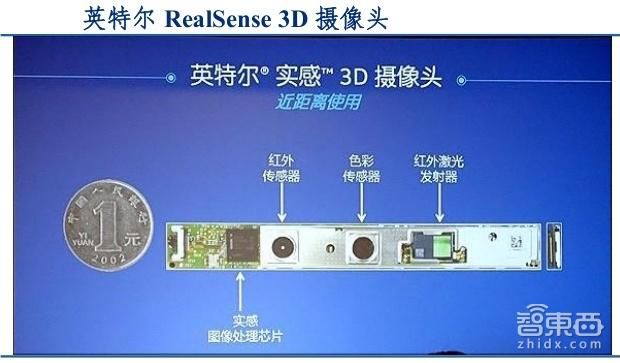 英特尔 RealSense 3D 摄像头
英特尔® 实感™ 3D 摄像头
近距离使用
红外
传感器
色彩
传感器
红外激光
发射器
中国人民银行
1
YI
YUAN
元
2002
实感
图像处理芯片
智東西
zhidx.com